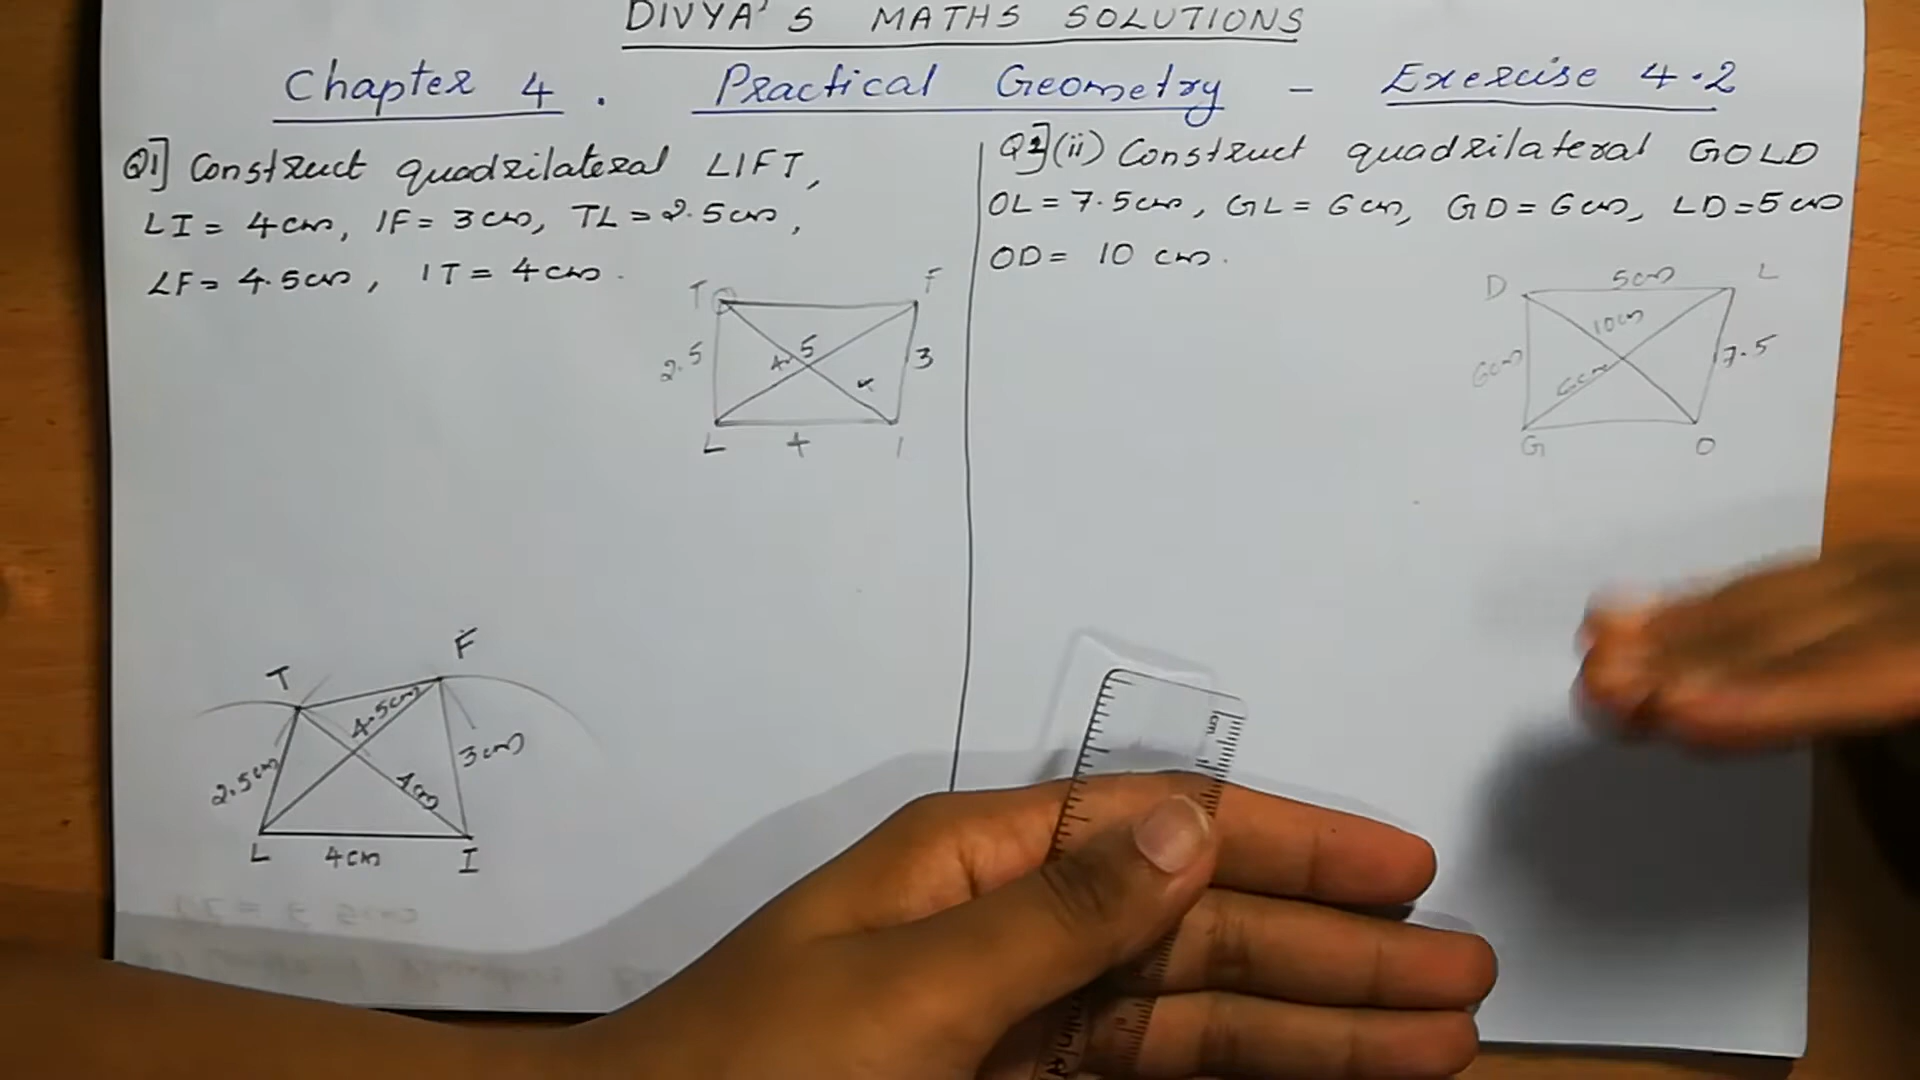 DIVYA'S MATHS SOLUTIONS
Chapter 4. Practical Geometry - Exercise 4.2
Q1] Construct quadrilateral LIFT,
LI = 4cm, IF = 3cm, TL = 2.5cm,
LF = 4.5cm, IT = 4cm.
T F
2.5 4.5 4 3
L 4 I
(ii) Construct quadrilateral GOLD
OL = 7.5cm, GL = 6cm, GD = 6cm, LD = 5cm
OD = 10 cm.
D 5cm L
10cm
6cm 6cm 7.5
G O
T F
4.5cm
2.5cm 4cm 3cm
L 4cm I
1cm